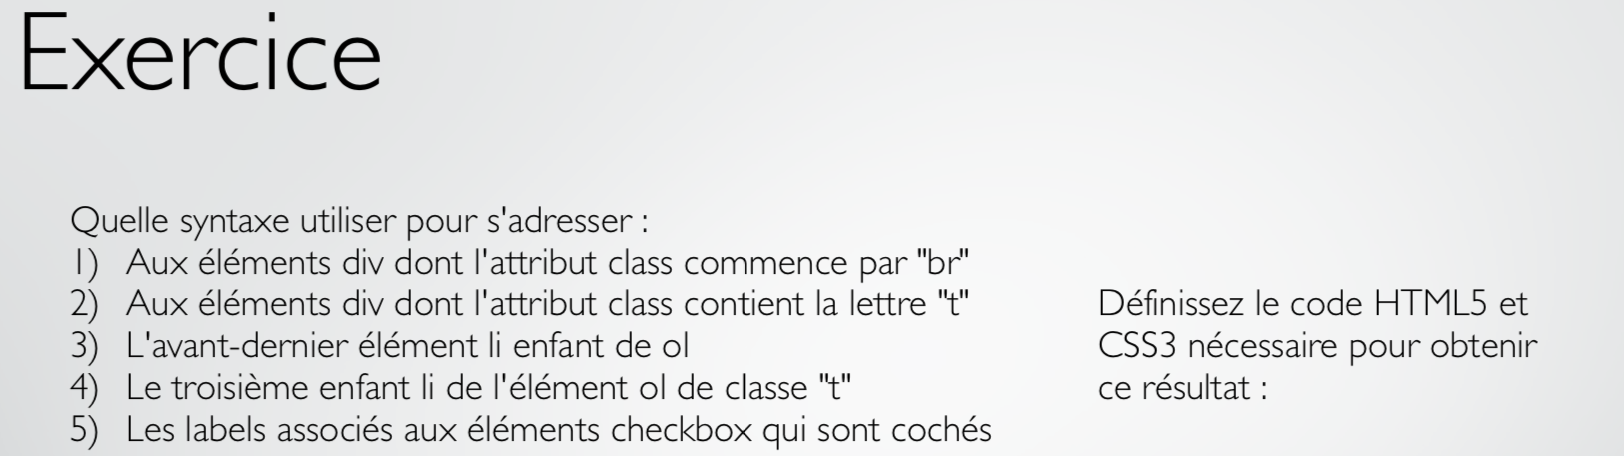 Exercice
Quelle syntaxe utiliser pour s'adresser :
1) Aux éléments div dont l'attribut class commence par "br"
2) Aux éléments div dont l'attribut class contient la lettre "t"
3) L'avant-dernier élément li enfant de ol
4) Le troisième enfant li de l'élément ol de classe "t"
5) Les labels associés aux éléments checkbox qui sont cochés
Définissez le code HTML5 et
CSS3 nécessaire pour obtenir
ce résultat :